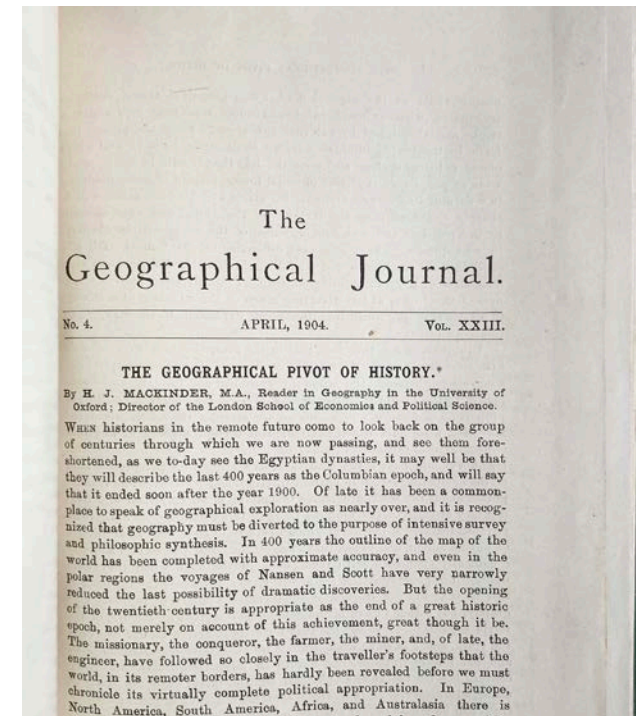 The
Geographical Journal.
No. 4. APRIL, 1904. VOL. XXIII.
THE GEOGRAPHICAL PIVOT OF HISTORY.*
By H. J. MACKINDER, M.A., Reader in Geography in the University of
Oxford; Director of the London School of Economics and Political Science.
WHEN historians in the remote future come to look back on the group
of centuries through which we are now passing, and see them fore-
shortened, as we to-day see the Egyptian dynasties, it may well be that
they will describe the last 400 years as the Columbian epoch, and will say
that it ended soon after the year 1900. Of late it has been a common-
place to speak of geographical exploration as nearly over, and it is recog-
nized that geography must be diverted to the purpose of intensive survey
and philosophic synthesis. In 400 years the outline of the map of the
world has been completed with approximate accuracy, and even in the
polar regions the voyages of Nansen and Scott have very narrowly
reduced the last possibility of dramatic discoveries. But the opening
of the twentieth century is appropriate as the end of a great historic
epoch, not merely on account of this achievement, great though it be.
The missionary, the conqueror, the farmer, the miner, and, of late, the
engineer, have followed so closely in the traveller's footsteps that the
world, in its remoter borders, has hardly been revealed before we must
chronicle its virtually complete political appropriation. In Europe,
North America, South America, Africa, and Australasia there is